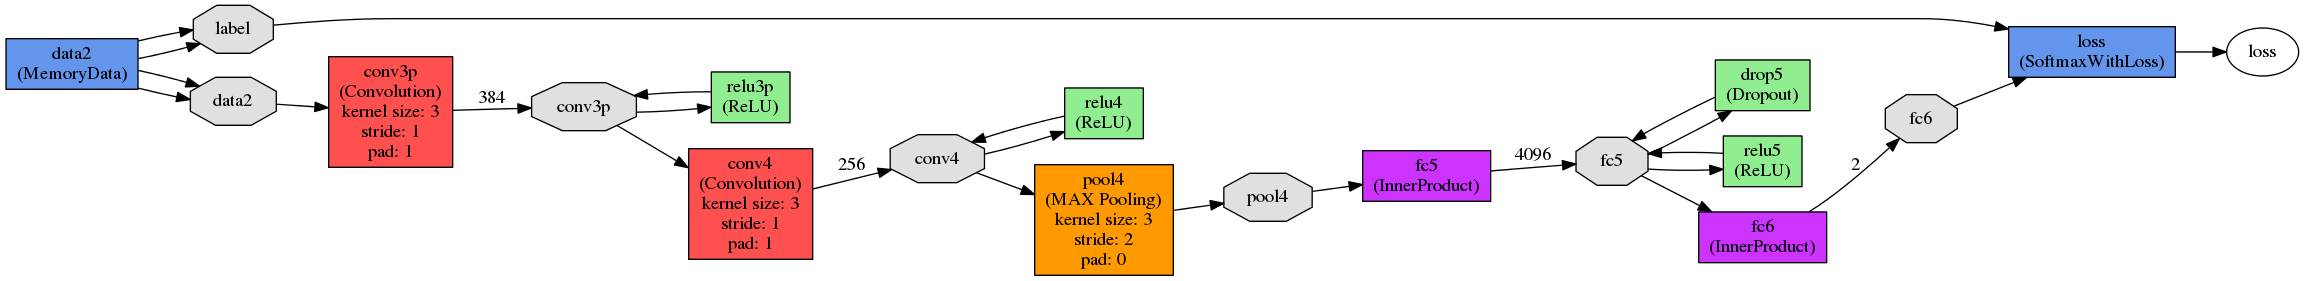 data2
(MemoryData)
label
data2
conv3p
(Convolution)
kernel size: 3
stride: 1
pad: 1
384
conv3p
relu3p
(ReLU)
conv4
(Convolution)
kernel size: 3
stride: 1
pad: 1
256
conv4
relu4
(ReLU)
pool4
(MAX Pooling)
kernel size: 3
stride: 2
pad: 0
pool4
fc5
(InnerProduct)
4096
fc5
drop5
(Dropout)
relu5
(ReLU)
fc6
(InnerProduct)
2
fc6
loss
(SoftmaxWithLoss)
loss